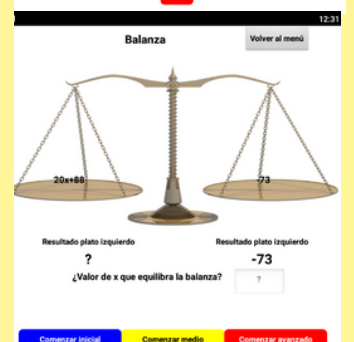 12:31
Balanza
Volver al menú
20x+88
-73
Resultado plato izquierdo
Resultado plato izquierdo
?
-73
¿Valor de x que equilibra la balanza?
?
Comenzar inicial
Comenzar medio
Comenzar avanzado